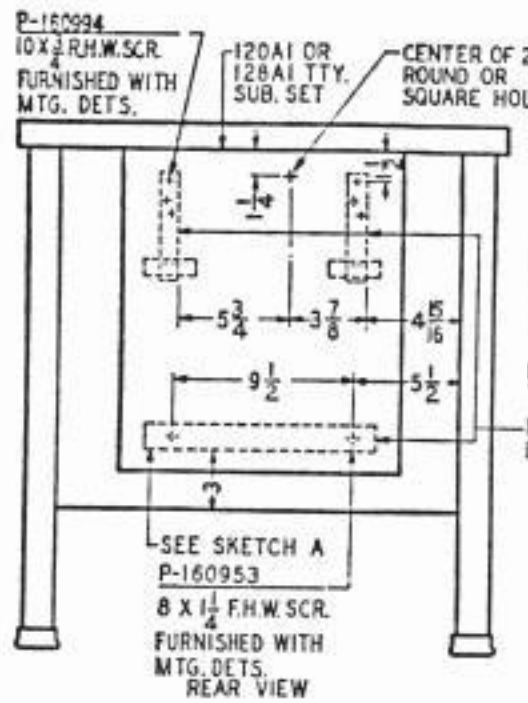 P-160994
10 X 3/4 R.H.W. SCR.
FURNISHED WITH
MTG. DETS.
120A1 OR
128A1 TTY.
SUB. SET
CENTER OF 2
ROUND OR
SQUARE HOL
5 3/4
3 7/8
4 15/16
9 1/2
5 1/2
3
SEE SKETCH A
P-160953
8 X 1 1/4 F.H.W. SCR.
FURNISHED WITH
MTG. DETS.
REAR VIEW